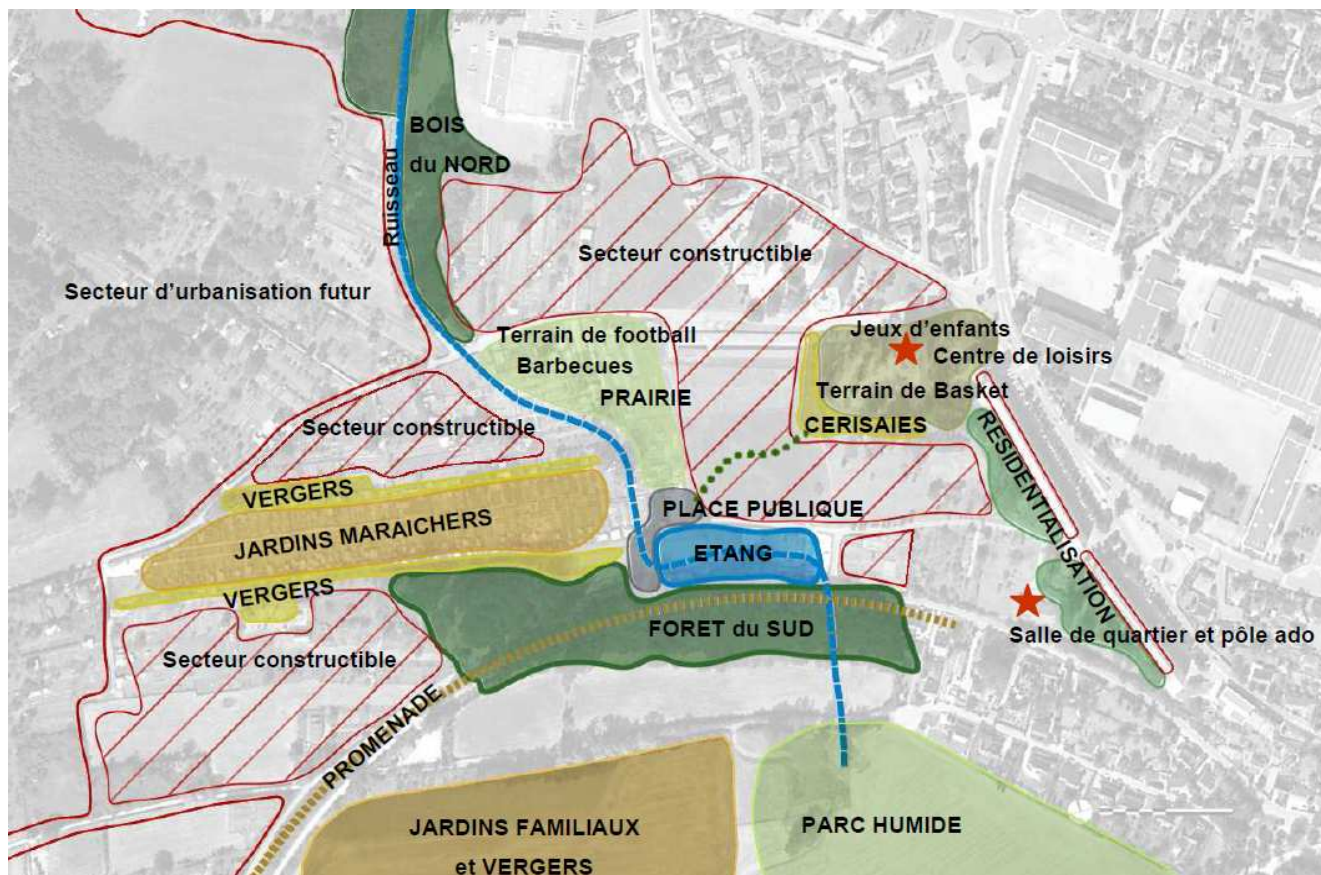 BOIS
du NORD
Ruisseau
Secteur constructible
Secteur d'urbanisation futur
Jeux d'enfants
Centre de loisirs
Terrain de football
Barbecues
PRAIRIE
Terrain de Basket
CERISAIES
Secteur constructible
RESIDENTIALISATION
VERGERS
JARDINS MARAICHERS
PLACE PUBLIQUE
ETANG
VERGERS
FORET du SUD
Salle de quartier et pôle ado
Secteur constructible
PROMENADE
JARDINS FAMILIAUX
et VERGERS
PARC HUMIDE